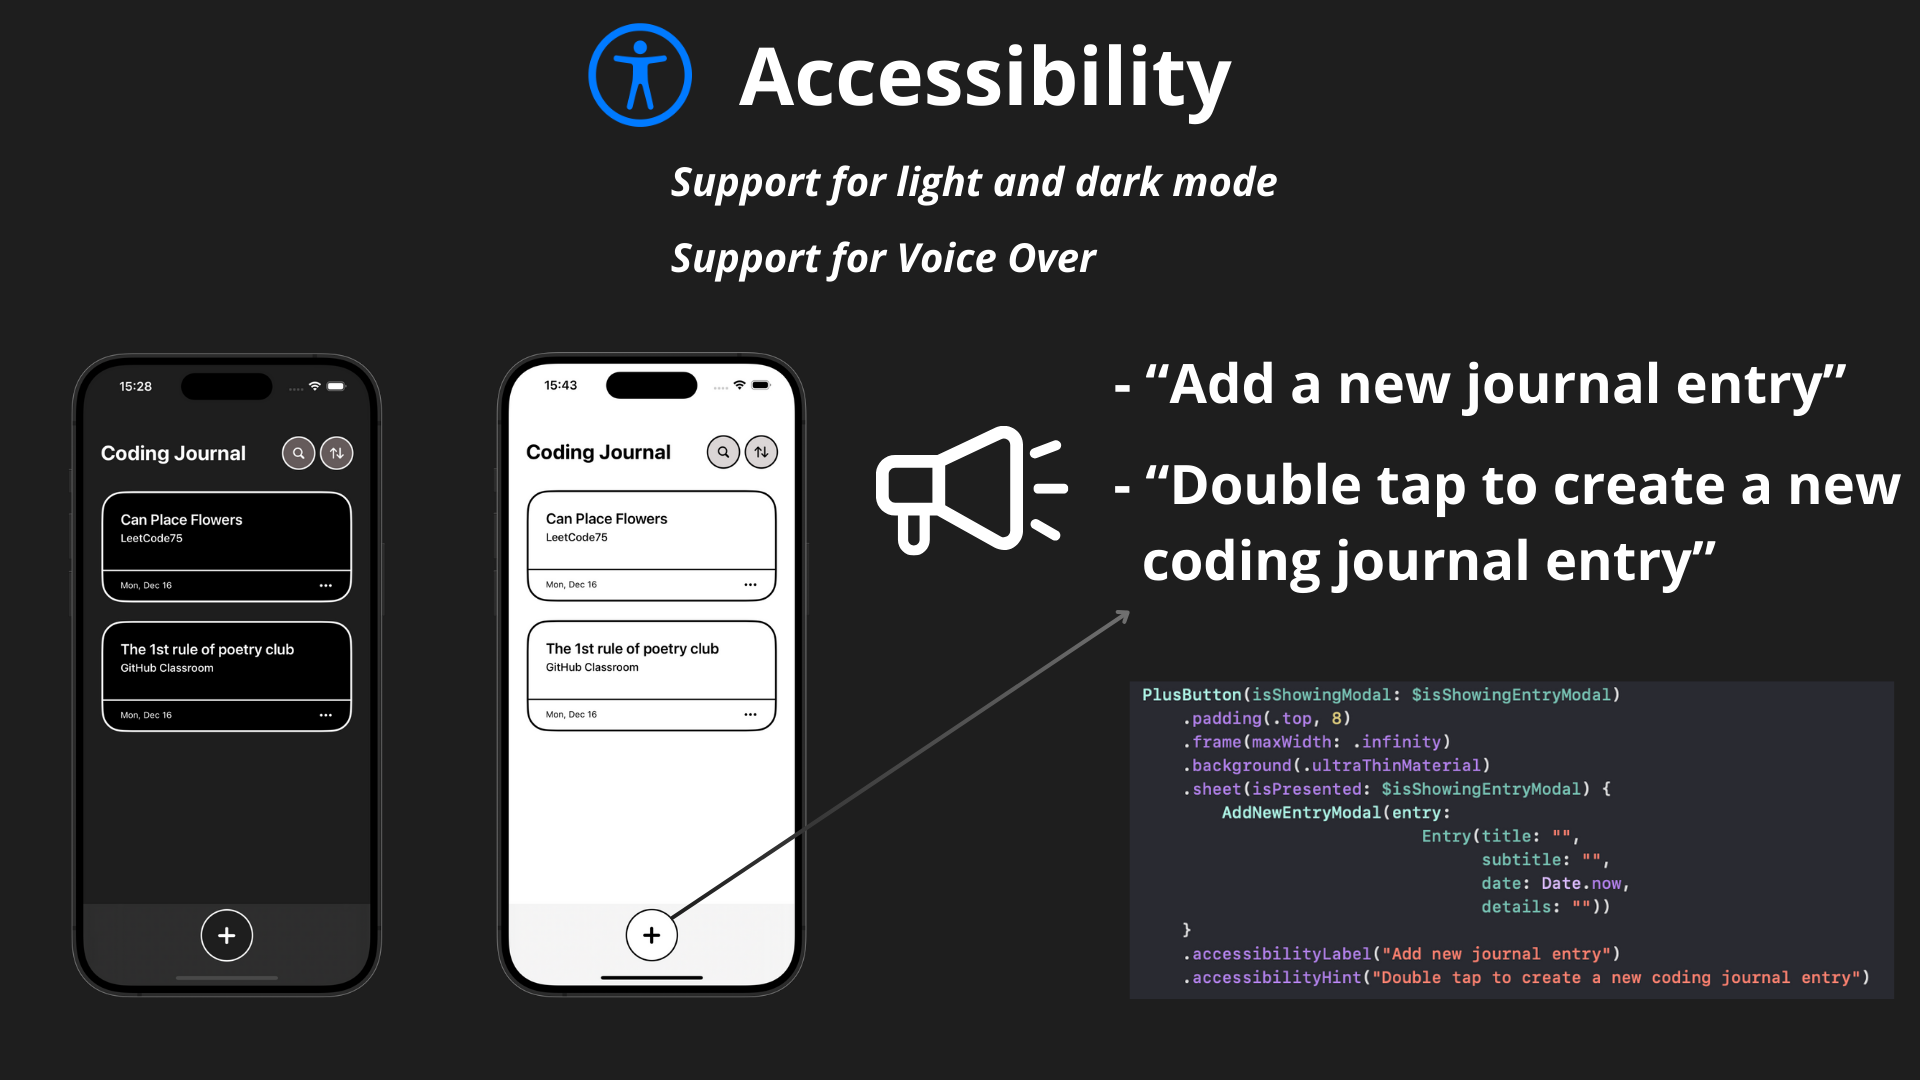 Accessibility
Support for light and dark mode
Support for Voice Over
15:28
Coding Journal
Can Place Flowers
LeetCode75
Mon, Dec 16
The 1st rule of poetry club
GitHub Classroom
Mon, Dec 16
15:43
Coding Journal
Can Place Flowers
LeetCode75
Mon, Dec 16
The 1st rule of poetry club
GitHub Classroom
Mon, Dec 16
- “Add a new journal entry”
- “Double tap to create a new
coding journal entry”
PlusButton(isShowingModal: $isShowingEntryModal)
.padding(.top, 8)
.frame(maxWidth: .infinity)
.background(.ultraThinMaterial)
.sheet(isPresented: $isShowingEntryModal) {
AddNewEntryModal(entry:
Entry(title: "",
subtitle: "",
date: Date.now,
details: ""))
}
.accessibilityLabel("Add new journal entry")
.accessibilityHint("Double tap to create a new coding journal entry")